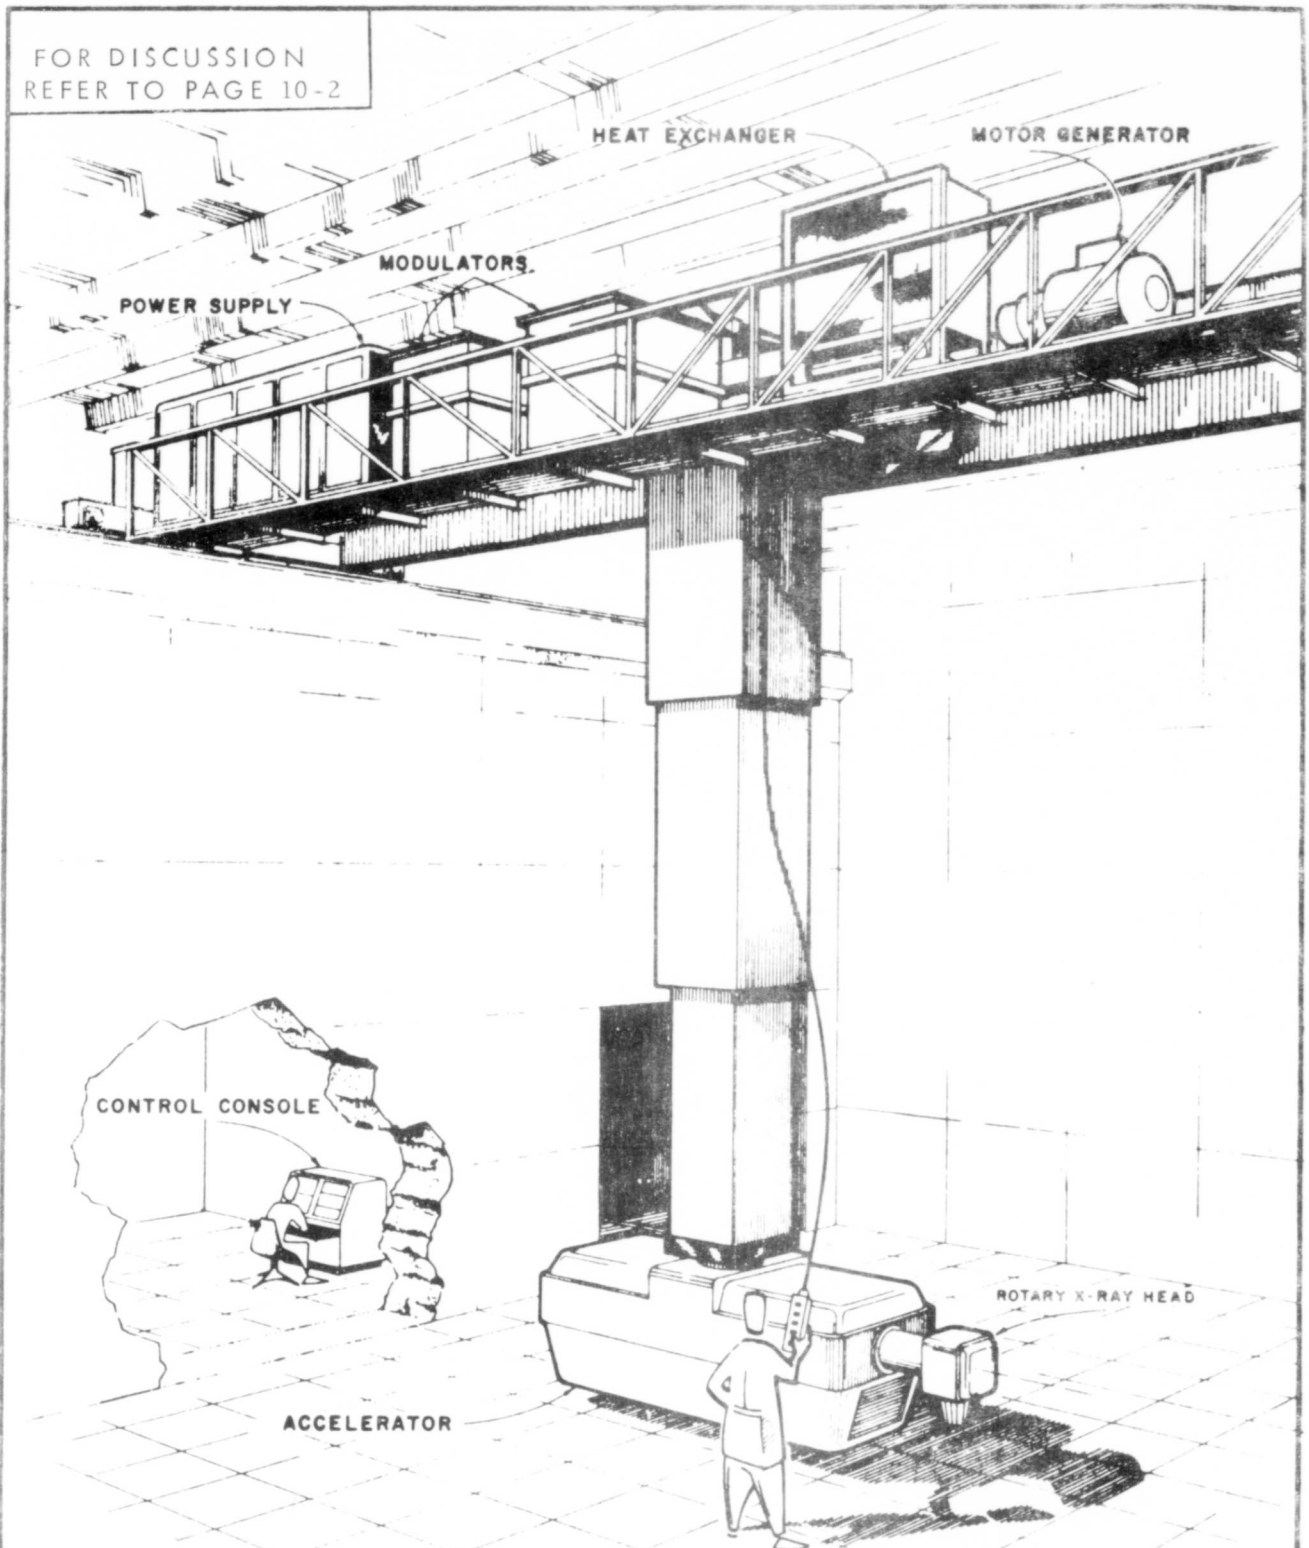 FOR DISCUSSION
REFER TO PAGE 10-2
HEAT EXCHANGER
MOTOR GENERATOR
MODULATORS
POWER SUPPLY
CONTROL CONSOLE
ROTARY X-RAY HEAD
ACCELERATOR